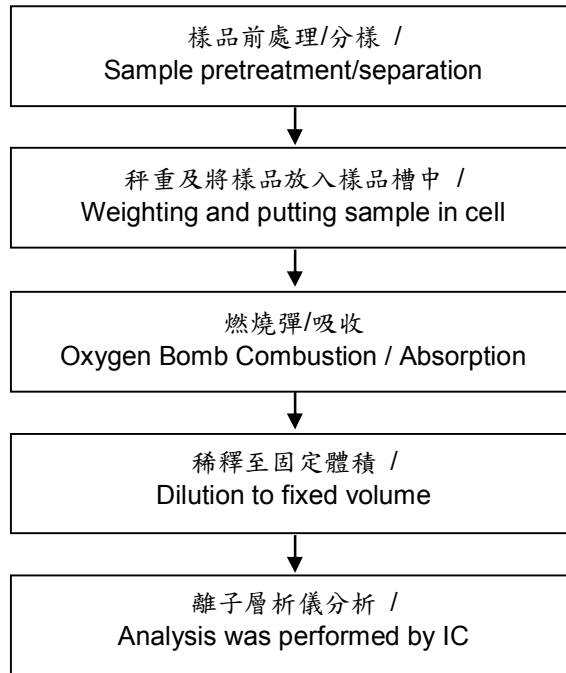 樣品前處理/分樣 /
Sample pretreatment/separation
秤重及將樣品放入樣品槽中 /
Weighting and putting sample in cell
燃燒彈/吸收
Oxygen Bomb Combustion / Absorption
稀釋至固定體積 /
Dilution to fixed volume
離子層析儀分析 /
Analysis was performed by IC